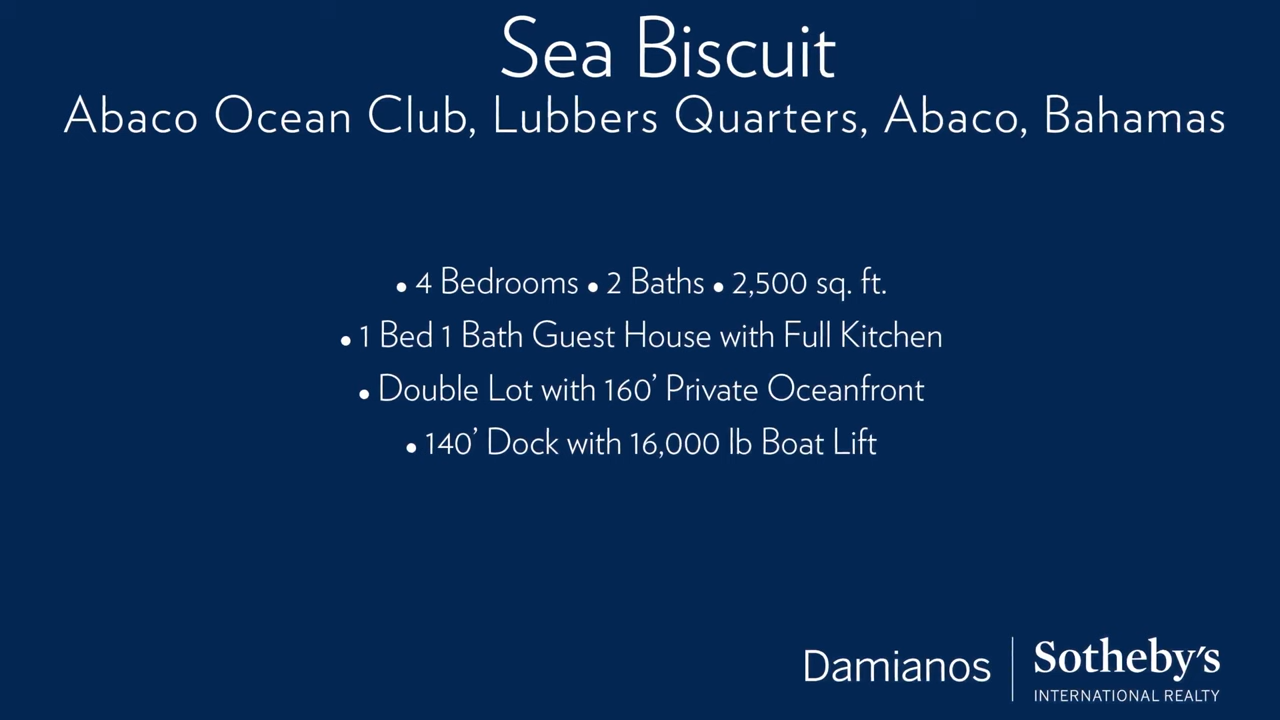 Sea Biscuit
Abaco Ocean Club, Lubbers Quarters, Abaco, Bahamas
• 4 Bedrooms • 2 Baths • 2,500 sq. ft.
• 1 Bed 1 Bath Guest House with Full Kitchen
• Double Lot with 160’ Private Oceanfront
• 140’ Dock with 16,000 lb Boat Lift
Damianos | Sotheby’s
INTERNATIONAL REALTY